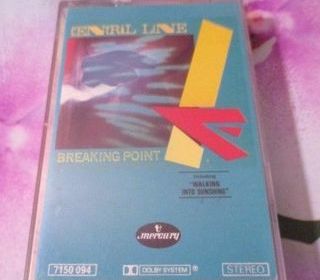 CENTRAL LINE
BREAKING POINT
Including
"WALKING
INTO SUNSHINE"
mercury
7150 094
DOLBY SYSTEM ®
STEREO